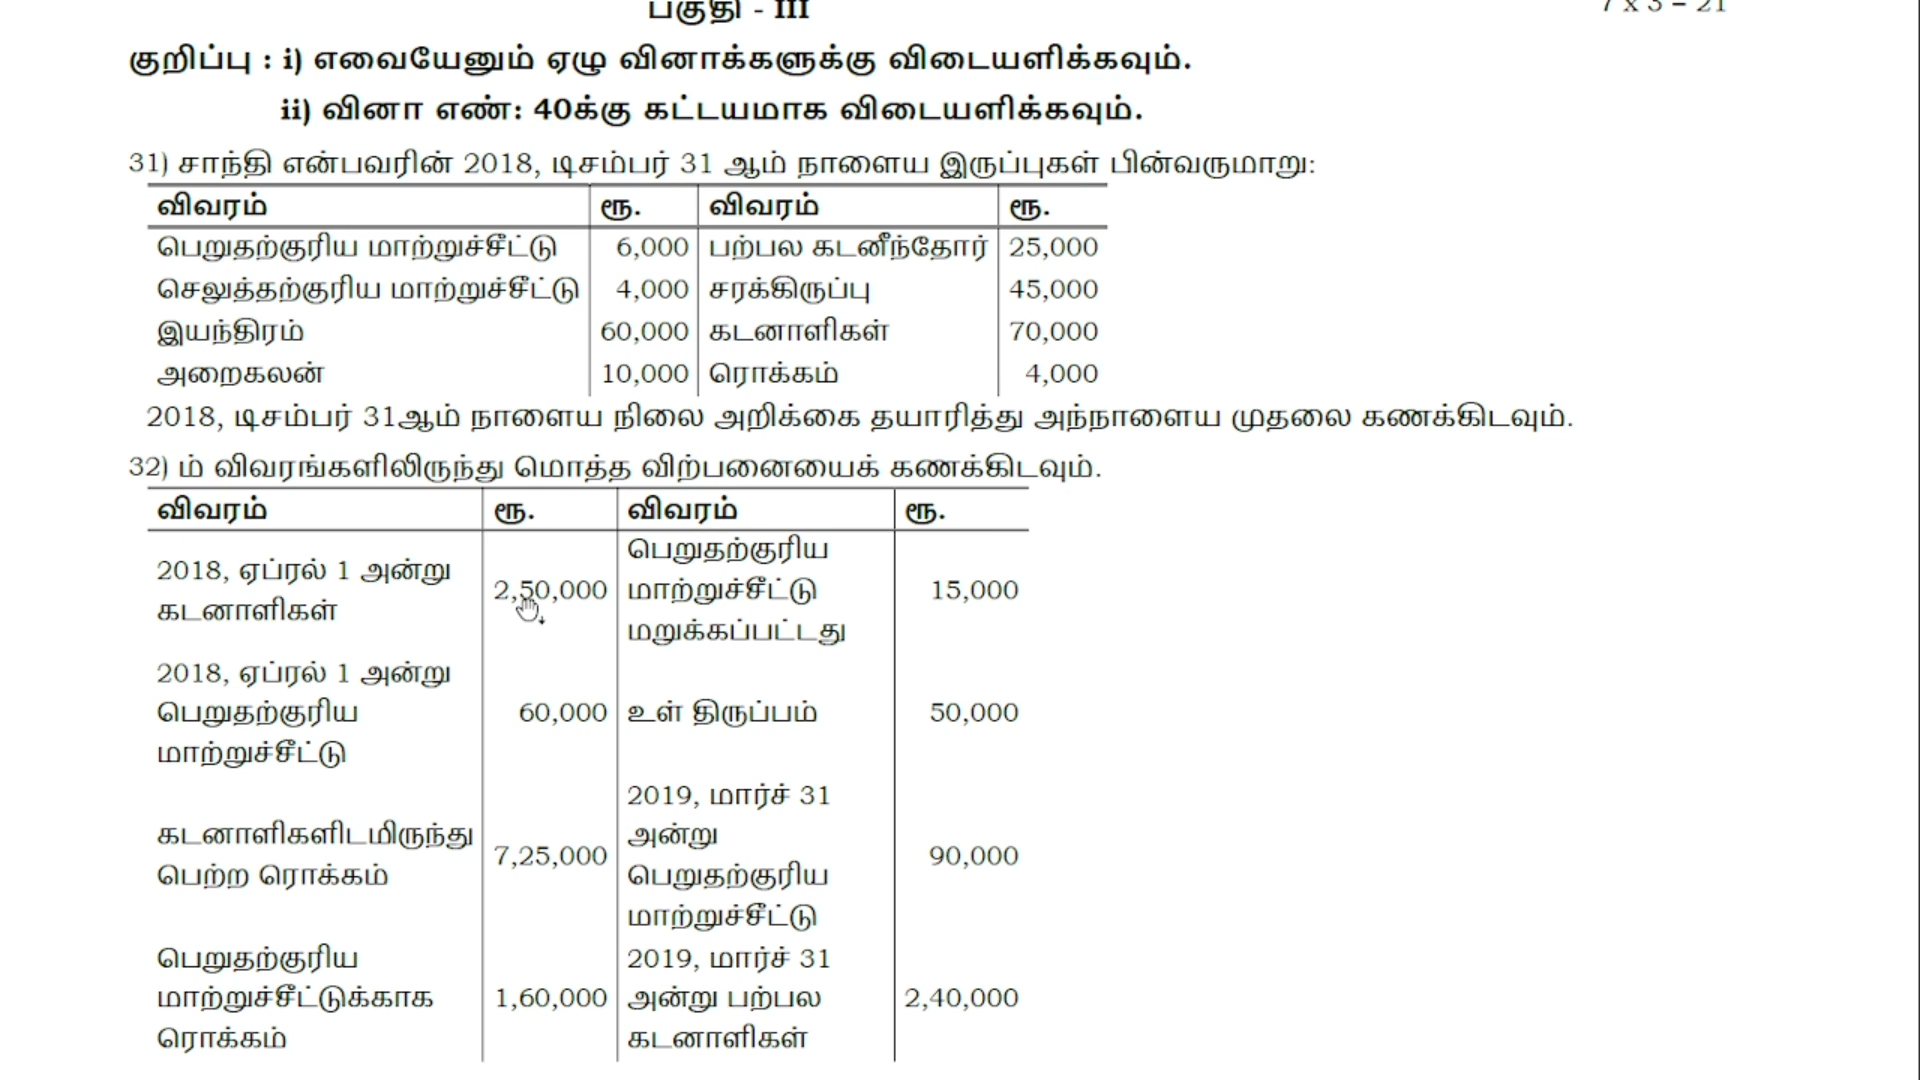 பகுதி - III
7 x 3 = 21
குறிப்பு : i) எவையேனும் ஏழு வினாக்களுக்கு விடையளிக்கவும்.
ii) வினா எண்: 40க்கு கட்டயமாக விடையளிக்கவும்.
31) சாந்தி என்பவரின் 2018, டிசம்பர் 31 ஆம் நாளைய இருப்புகள் பின்வருமாறு:
விவரம் ரூ. விவரம் ரூ.
பெறுதற்குரிய மாற்றுச்சீட்டு 6,000 பற்பல கடனீந்தோர் 25,000
செலுத்தற்குரிய மாற்றுச்சீட்டு 4,000 சரக்கிருப்பு 45,000
இயந்திரம் 60,000 கடனாளிகள் 70,000
அறைகலன் 10,000 ரொக்கம் 4,000
2018, டிசம்பர் 31ஆம் நாளைய நிலை அறிக்கை தயாரித்து அந்நாளைய முதலை கணக்கிடவும்.
32) ம் விவரங்களிலிருந்து மொத்த விற்பனையைக் கணக்கிடவும்.
விவரம் ரூ. விவரம் ரூ.
2018, ஏப்ரல் 1 அன்று
கடனாளிகள்
2,50,000
பெறுதற்குரிய
மாற்றுச்சீட்டு
மறுக்கப்பட்டது
15,000
2018, ஏப்ரல் 1 அன்று
பெறுதற்குரிய
மாற்றுச்சீட்டு
60,000
உள் திருப்பம்
50,000
கடனாளிகளிடமிருந்து
பெற்ற ரொக்கம்
7,25,000
2019, மார்ச் 31
அன்று
பெறுதற்குரிய
மாற்றுச்சீட்டு
90,000
பெறுதற்குரிய
மாற்றுச்சீட்டுக்காக
ரொக்கம்
1,60,000
2019, மார்ச் 31
அன்று பற்பல
கடனாளிகள்
2,40,000